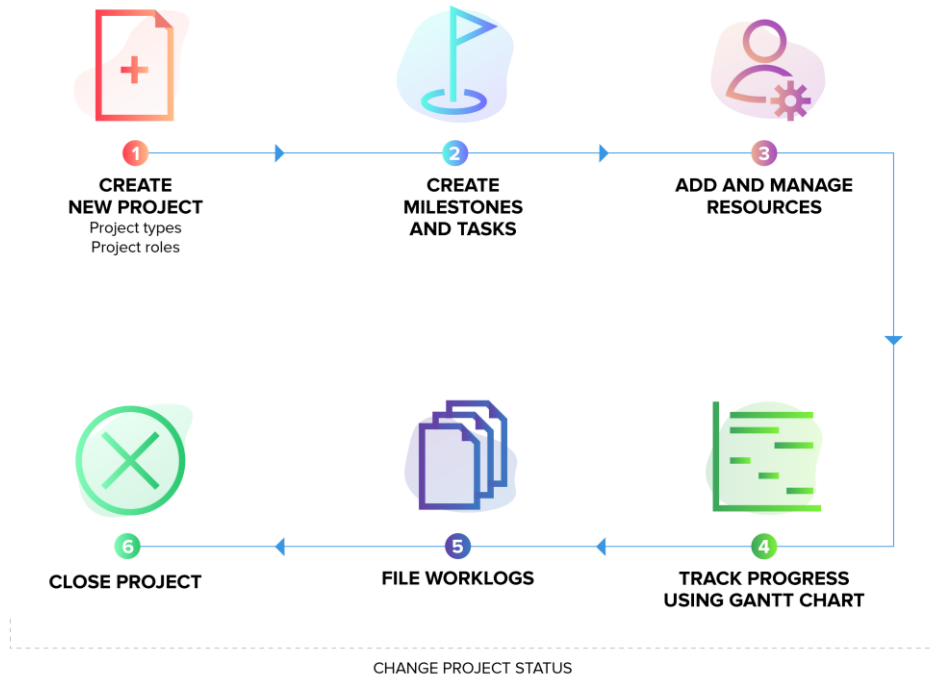 1
CREATE
NEW PROJECT
Project types
Project roles
2
CREATE
MILESTONES
AND TASKS
3
ADD AND MANAGE
RESOURCES
4
TRACK PROGRESS
USING GANTT CHART
5
FILE WORKLOGS
6
CLOSE PROJECT
CHANGE PROJECT STATUS